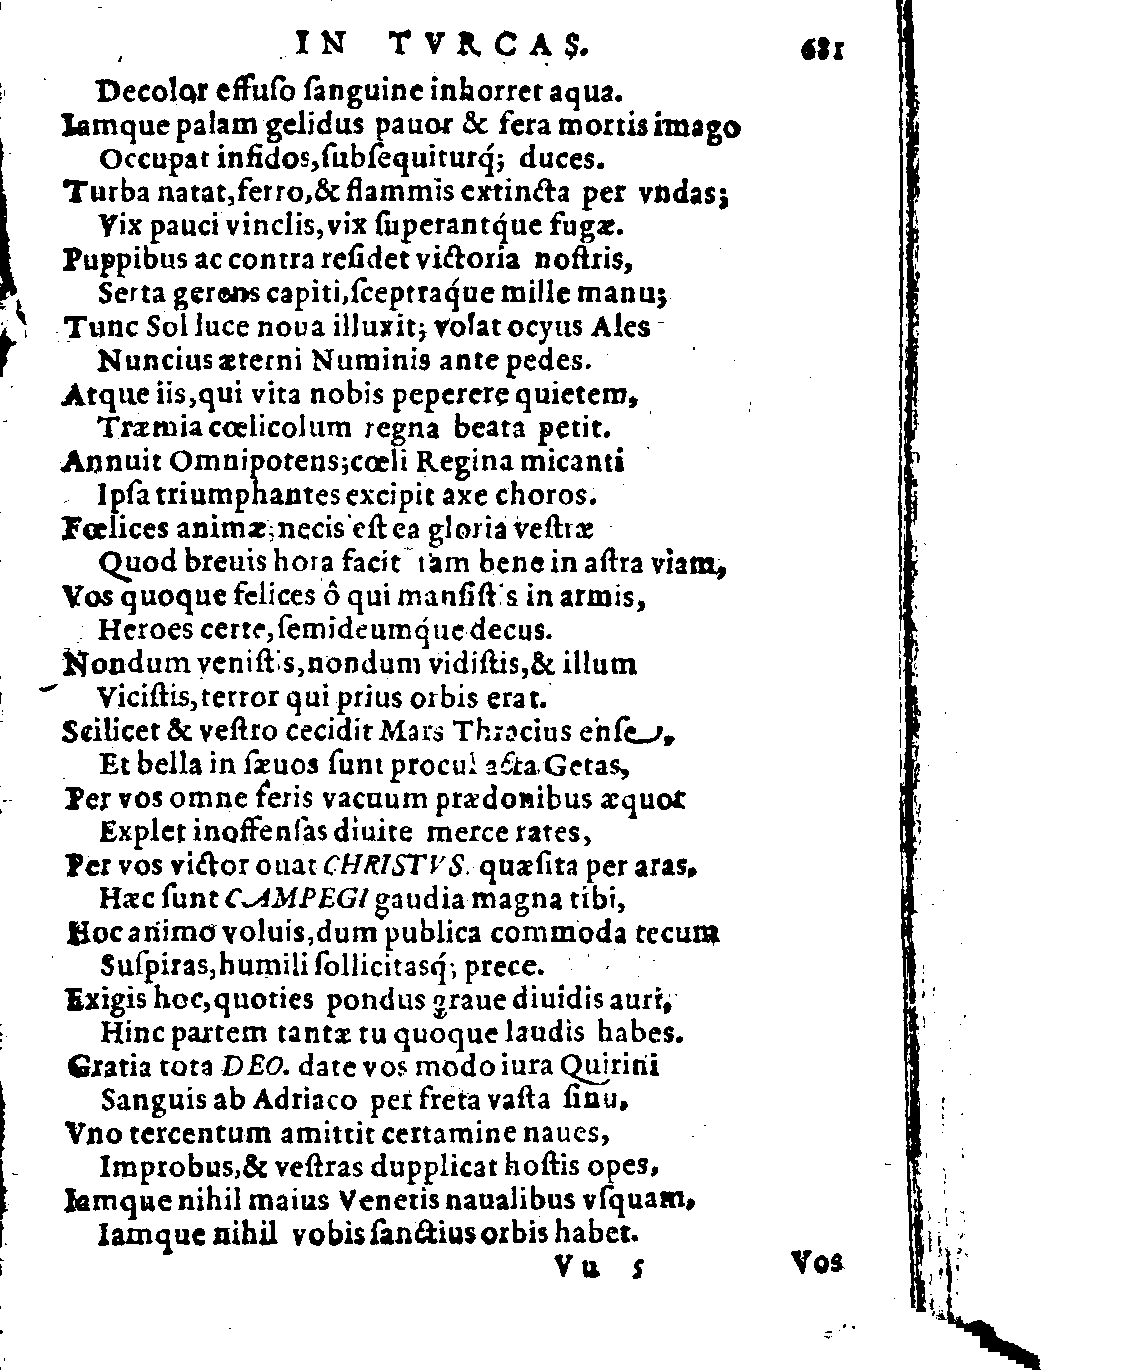 IN TVRCAS. 681
Decolor effuſo ſanguine inhorret aqua.
Iamque palam gelidus pauor & fera mortis imago
Occupat infidos, ſubſequiturq́; duces.
Turba natat, ferro, & flammis extincta per vndas;
Vix pauci vinclis, vix ſuperantq́ue fugæ.
Puppibus ac contra reſidet victoria noſtris,
Serta gerens capiti, ſceptraq́ue mille manu;
Tunc Sol luce noua illuxit; volat ocyus Ales
Nuncius æterni Numinis ante pedes.
Atque iis, qui vita nobis peperere quietem,
Træmia cœlicolum regna beata petit.
Annuit Omnipotens; cœli Regina micanti
Ipſa triumphantes excipit axe choros.
Fœlices animæ; necis eſt ea gloria veſtræ
Quod breuis hora facit tam bene in aſtra viam,
Vos quoque felices ô qui manſiſtis in armis,
Heroes certe, ſemideumq́ue decus.
Nondum veniſtis, nondum vidiſtis, & illum
Viciſtis, terror qui prius orbis erat.
Scilicet & veſtro cecidit Mars Thracius enſe,
Et bella in ſæuos ſunt procul acta Getas,
Per vos omne feris vacuum prædonibus æquor
Explet inoffenſas diuite merce rates,
Per vos victor ouat CHRISTVS. quæſita per aras,
Hæc ſunt CAMPEGI gaudia magna tibi,
Hoc animo voluis, dum publica commoda tecum
Suſpiras, humili ſollicitasq́; prece.
Exigis hoc, quoties pondus graue diuidis auri,
Hinc partem tantæ tu quoque laudis habes.
Gratia tota DEO. date vos modo iura Quirini
Sanguis ab Adriaco per freta vaſta ſinu,
Vno tercentum amittit certamine naues,
Improbus, & veſtras dupplicat hoſtis opes,
Iamque nihil maius Venetis naualibus vſquam,
Iamque nihil vobis ſanctius orbis habet.
Vu 5 Vos